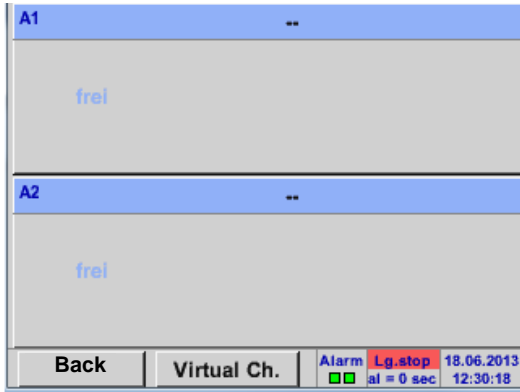 A1 --
frei
A2 --
frei
Back Virtual Ch. Alarm Lg.stop 18.06.2013
al = 0 sec 12:30:18